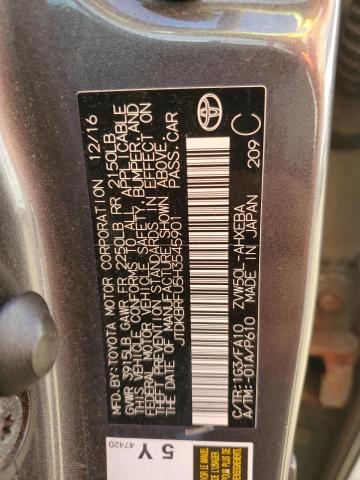 MFD.BY:TOYOTA MOTOR CORPORATION 12/16
GVWR 3915LB GAWR FR 2250LB RR 2150LB
THIS VEHICLE CONFORMS TO ALL APPLICABLE
FEDERAL MOTOR VEHICLE SAFETY, BUMPER, AND
THEFT PREVENTION STANDARDS IN EFFECT ON
THE DATE OF MANUFACTURE SHOWN ABOVE.
JTDKBRFU5H3545901 PASS.CAR
C/TR:1G3/FA10 ZVW50L-AHXEBA
A/TM:-01A/P610 MADE IN JAPAN
209 C
5 Y
47420